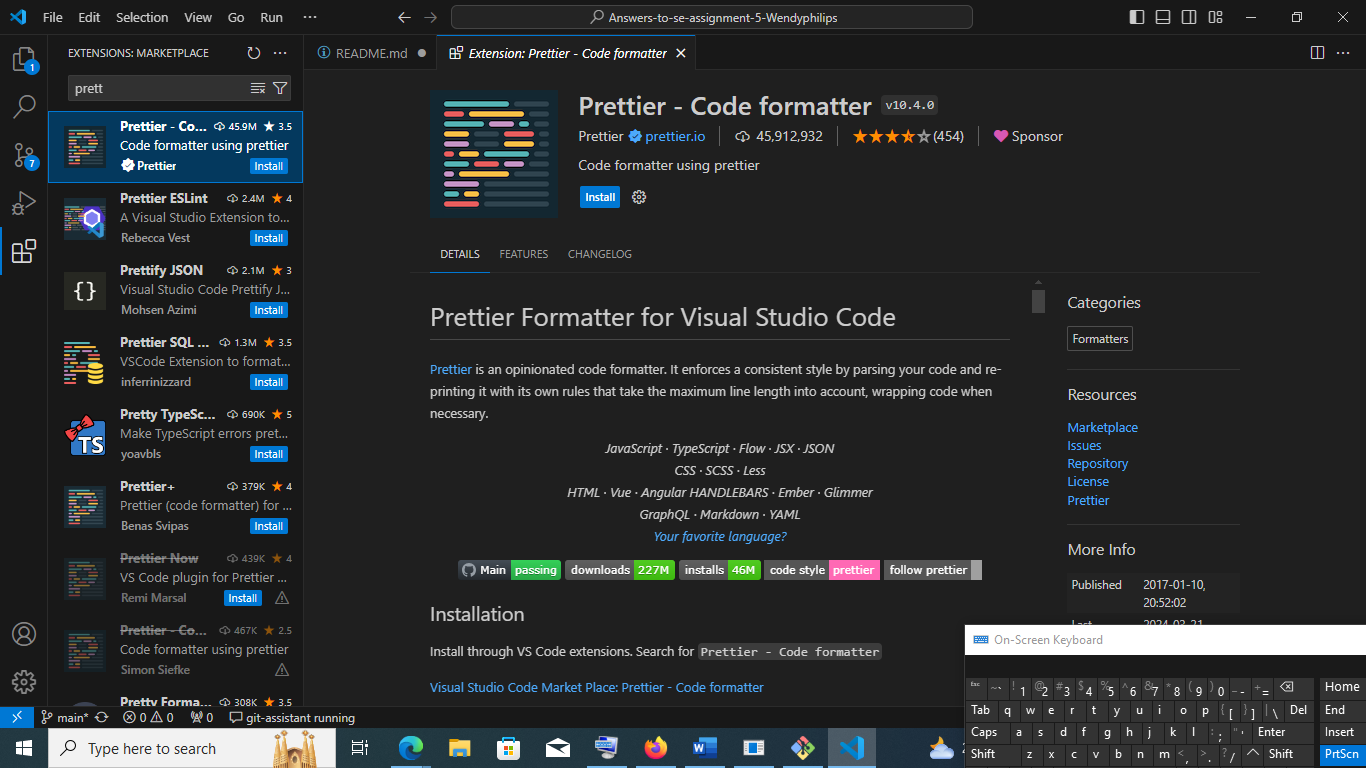 File Edit Selection View Go Run ···
Answers-to-se-assignment-5-Wendyphilips
EXTENSIONS: MARKETPLACE
prett
Prettier - Co... 45.9M 3.5
Code formatter using prettier
Prettier Install
Prettier ESLint 2.4M 4
A Visual Studio Extension to...
Rebecca Vest Install
Prettify JSON 2.1M 3
Visual Studio Code Prettify J...
Mohsen Azimi Install
Prettier SQL ... 1.3M 3.5
VSCode Extension to format...
inferrinizzard Install
Pretty TypeSc... 690K 5
Make TypeScript errors pret...
yoavbls Install
Prettier+ 379K 4
Prettier (code formatter) for ...
Benas Svipas Install
Prettier Now 439K 4
VS Code plugin for Prettier ...
Remi Marsal Install
Prettier - Co... 467K 2.5
Code formatter using prettier
Simon Siefke
Pretty Forma... 308K 3.5
1
7
{}
TS
README.md
Extension: Prettier - Code formatter
Prettier - Code formatter v10.4.0
Prettier prettier.io 45,912,932 (454) Sponsor
Code formatter using prettier
Install
DETAILS FEATURES CHANGELOG
Prettier Formatter for Visual Studio Code
Prettier is an opinionated code formatter. It enforces a consistent style by parsing your code and re-
printing it with its own rules that take the maximum line length into account, wrapping code when
necessary.
JavaScript · TypeScript · Flow · JSX · JSON
CSS · SCSS · Less
HTML · Vue · Angular HANDLEBARS · Ember · Glimmer
GraphQL · Markdown · YAML
Your favorite language?
Main passing downloads 227M installs 46M code style prettier follow prettier
Installation
Install through VS Code extensions. Search for Prettier - Code formatter
Visual Studio Code Market Place: Prettier - Code formatter
Categories
Formatters
Resources
Marketplace
Issues
Repository
License
Prettier
More Info
Published 2017-01-10,
20:52:02
Last 2024-03-21
On-Screen Keyboard
Esc ~ ` ! 1 @ 2 # 3 $ 4 % 5 ^ 6 & 7 * 8 ( 9 ) 0 _ - + = Home
Tab q w e r t y u i o p { [ } ] | \ Del End
Caps a s d f g h j k l : ; " ' Enter Insert
Shift z x c v b n m < , > . ? / Shift PrtScn
main* 0 0 0 git-assistant running
Type here to search